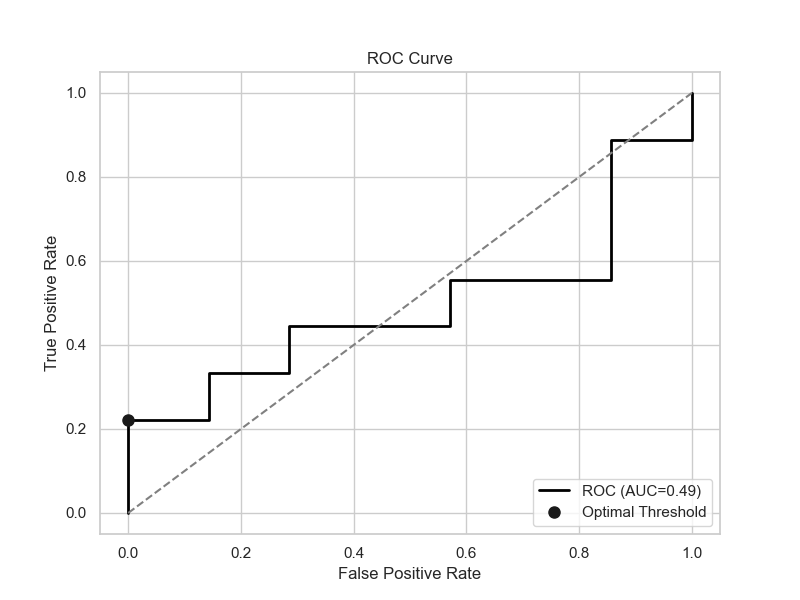 ROC Curve
1.0
0.8
0.6
0.4
0.2
0.0
True Positive Rate
0.0 0.2 0.4 0.6 0.8 1.0
False Positive Rate
ROC (AUC=0.49)
Optimal Threshold